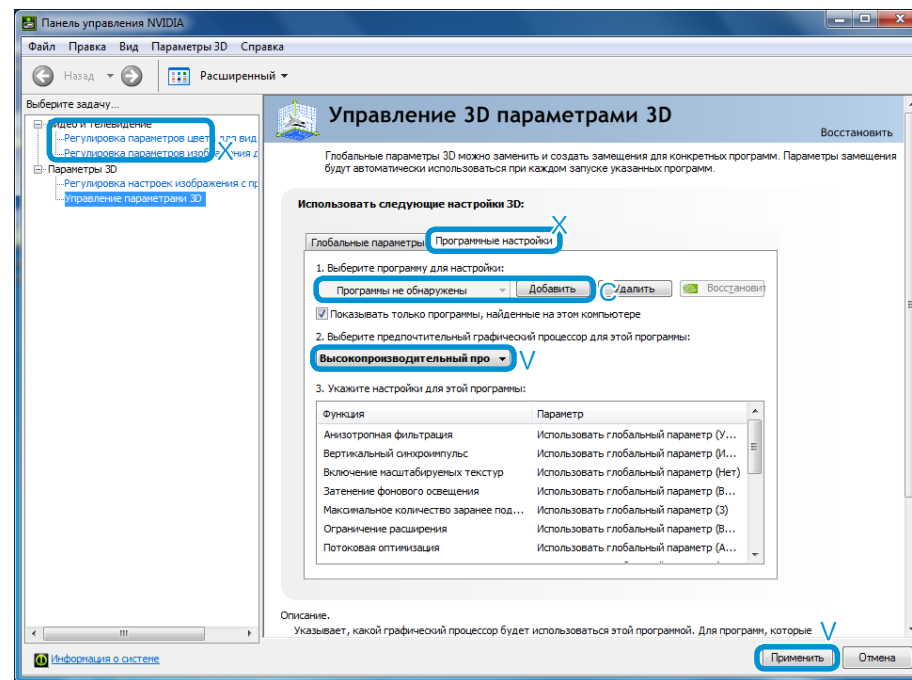 Панель управления NVIDIA
Файл Правка Вид Параметры 3D Справка
Назад Расширенный
Выберите задачу...
Видео и телевидение
Регулировка параметров цвета для вид
Регулировка параметров изображения д
X
Параметры 3D
Регулировка настроек изображения с пр
Управление параметрами 3D
Управление 3D параметрами 3D
Восстановить
Глобальные параметры 3D можно заменить и создать замещения для конкретных программ. Параметры замещения
будут автоматически использоваться при каждом запуске указанных программ.
Использовать следующие настройки 3D:
X
Глобальные параметры Программные настройки
1. Выберите программу для настройки:
Программы не обнаружены Добавить C Удалить Восстановит
Показывать только программы, найденные на этом компьютере
2. Выберите предпочтительный графический процессор для этой программы:
Высокопроизводительный про V
3. Укажите настройки для этой программы:
Функция Параметр
Анизотропная фильтрация Использовать глобальный параметр (У...
Вертикальный синхроимпульс Использовать глобальный параметр (И...
Включение масштабируемых текстур Использовать глобальный параметр (Нет)
Затенение фонового освещения Использовать глобальный параметр (В...
Максимальное количество заранее под... Использовать глобальный параметр (3)
Ограничение расширения Использовать глобальный параметр (В...
Потоковая оптимизация Использовать глобальный параметр (А...
Описание.
Указывает, какой графический процессор будет использоваться этой программой. Для программ, которые
V
Информация о системе
Применить Отмена